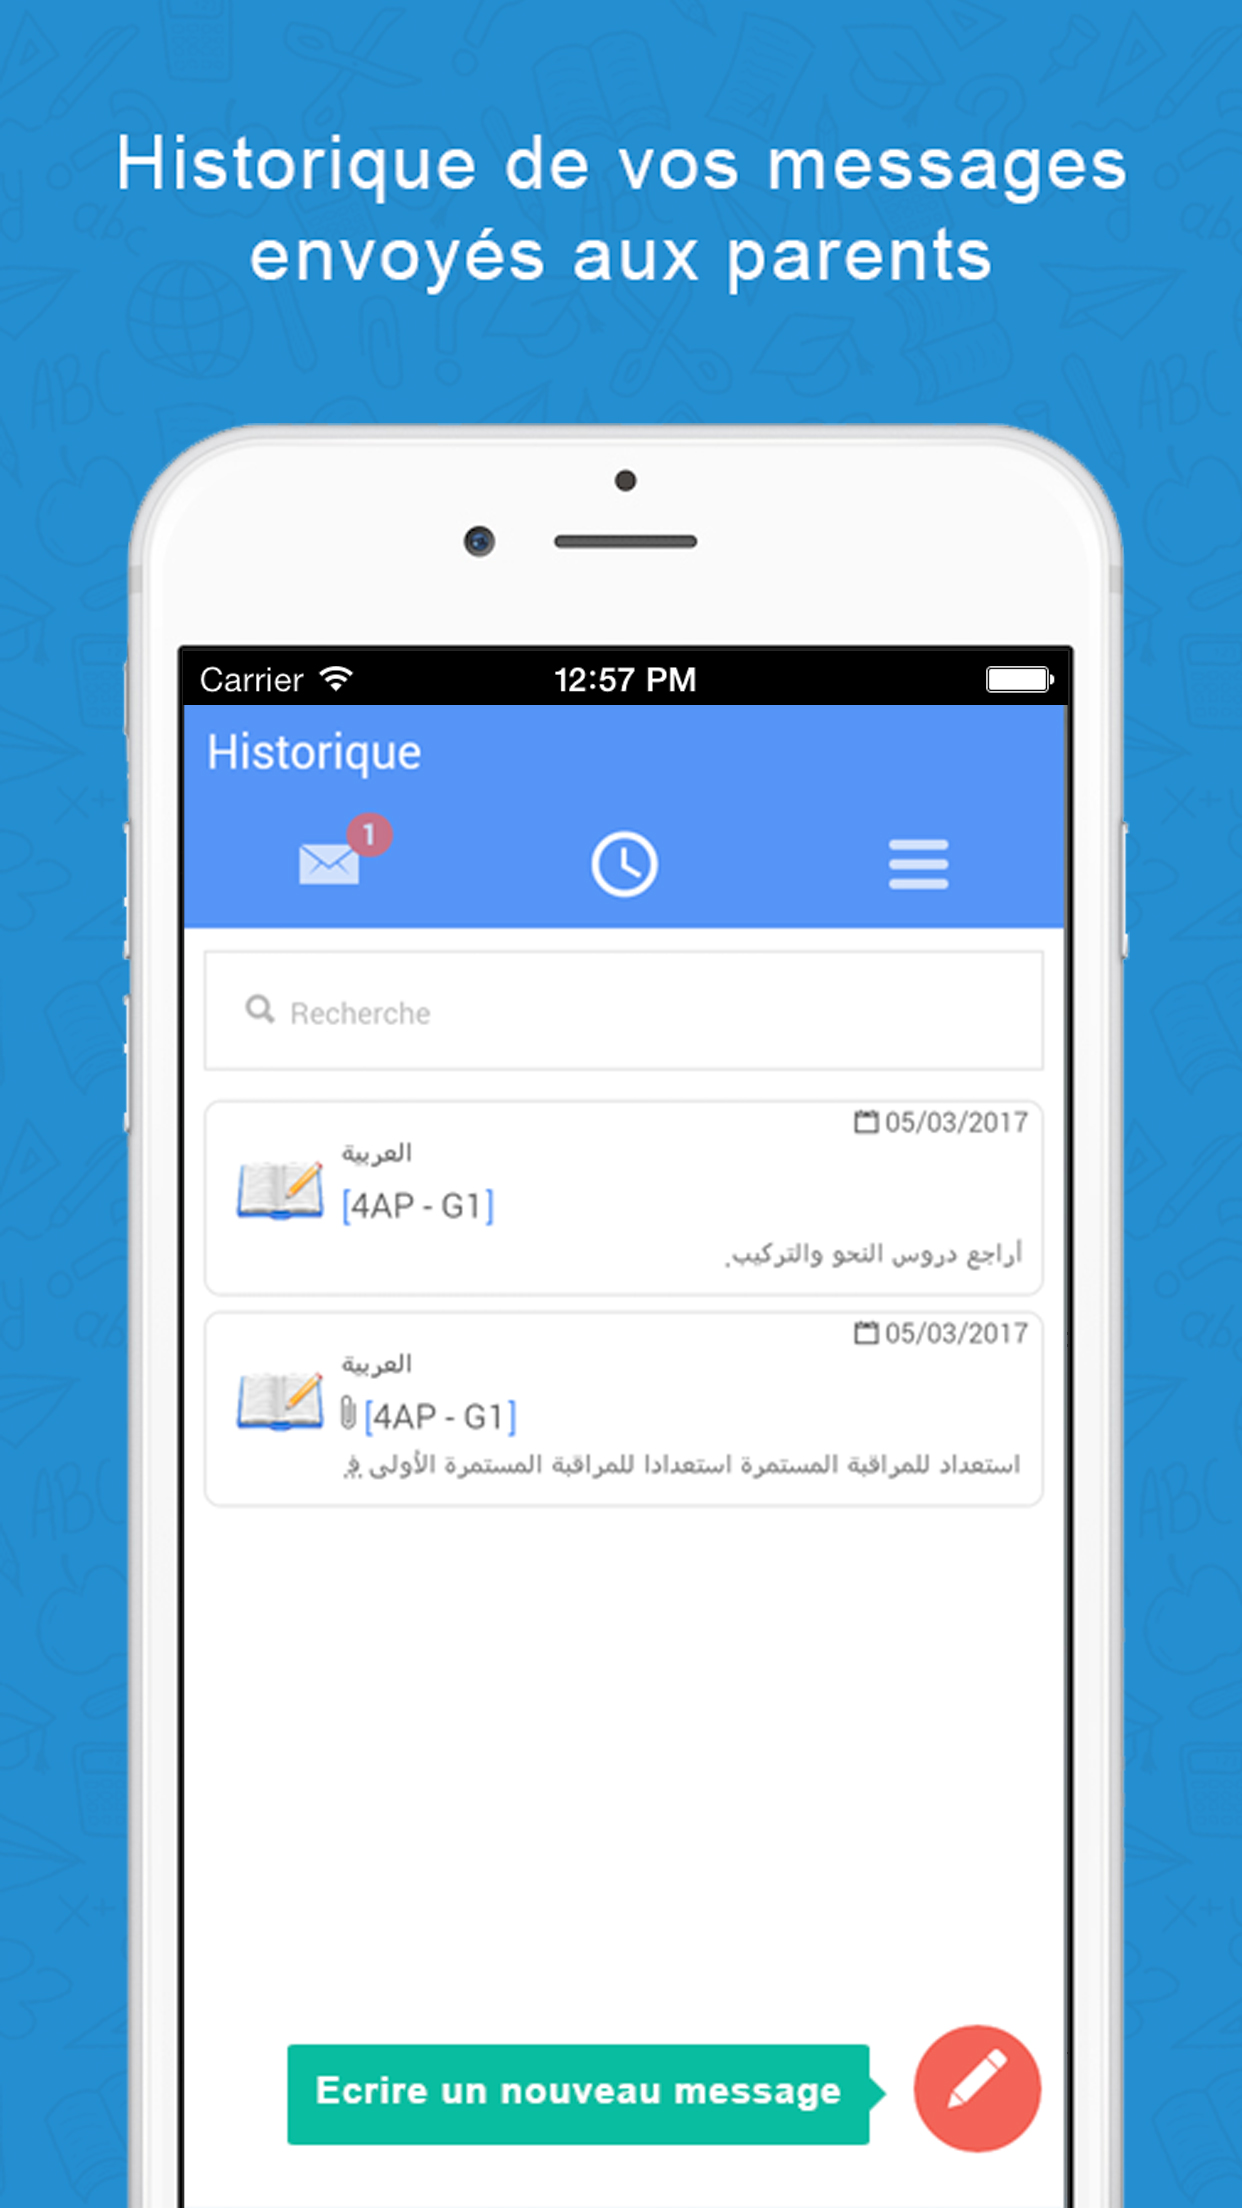 Historique de vos messages
envoyés aux parents
Carrier 12:57 PM
Historique
1
Recherche
05/03/2017
العربية
[4AP - G1]
أراجع دروس النحو والتركيب.
05/03/2017
العربية
[4AP - G1]
استعداد للمراقبة المستمرة استعدادا للمراقبة المستمرة الأولى
Ecrire un nouveau message